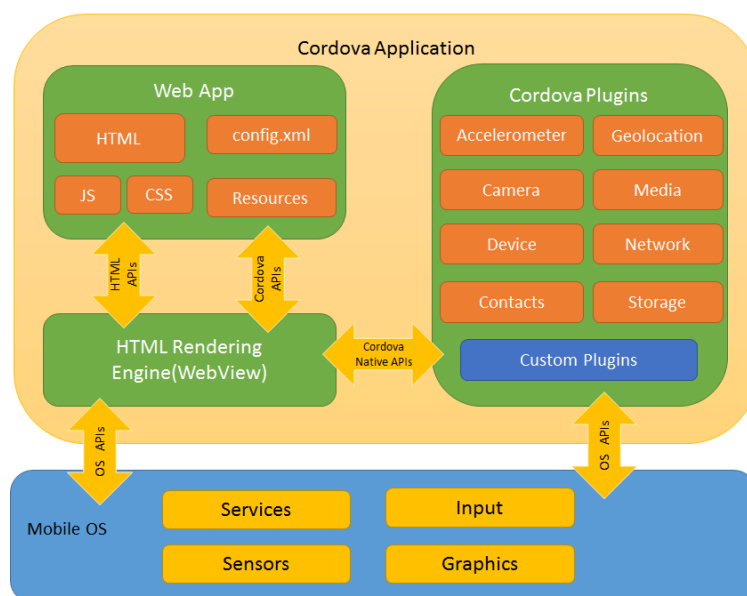 Cordova Application
Web App
HTML
config.xml
JS
CSS
Resources
HTML
APIs
Cordova
APIs
HTML Rendering
Engine(WebView)
Cordova
Native APIs
Cordova Plugins
Accelerometer
Geolocation
Camera
Media
Device
Network
Contacts
Storage
Custom Plugins
OS APIs
OS APIs
Mobile OS
Services
Input
Sensors
Graphics